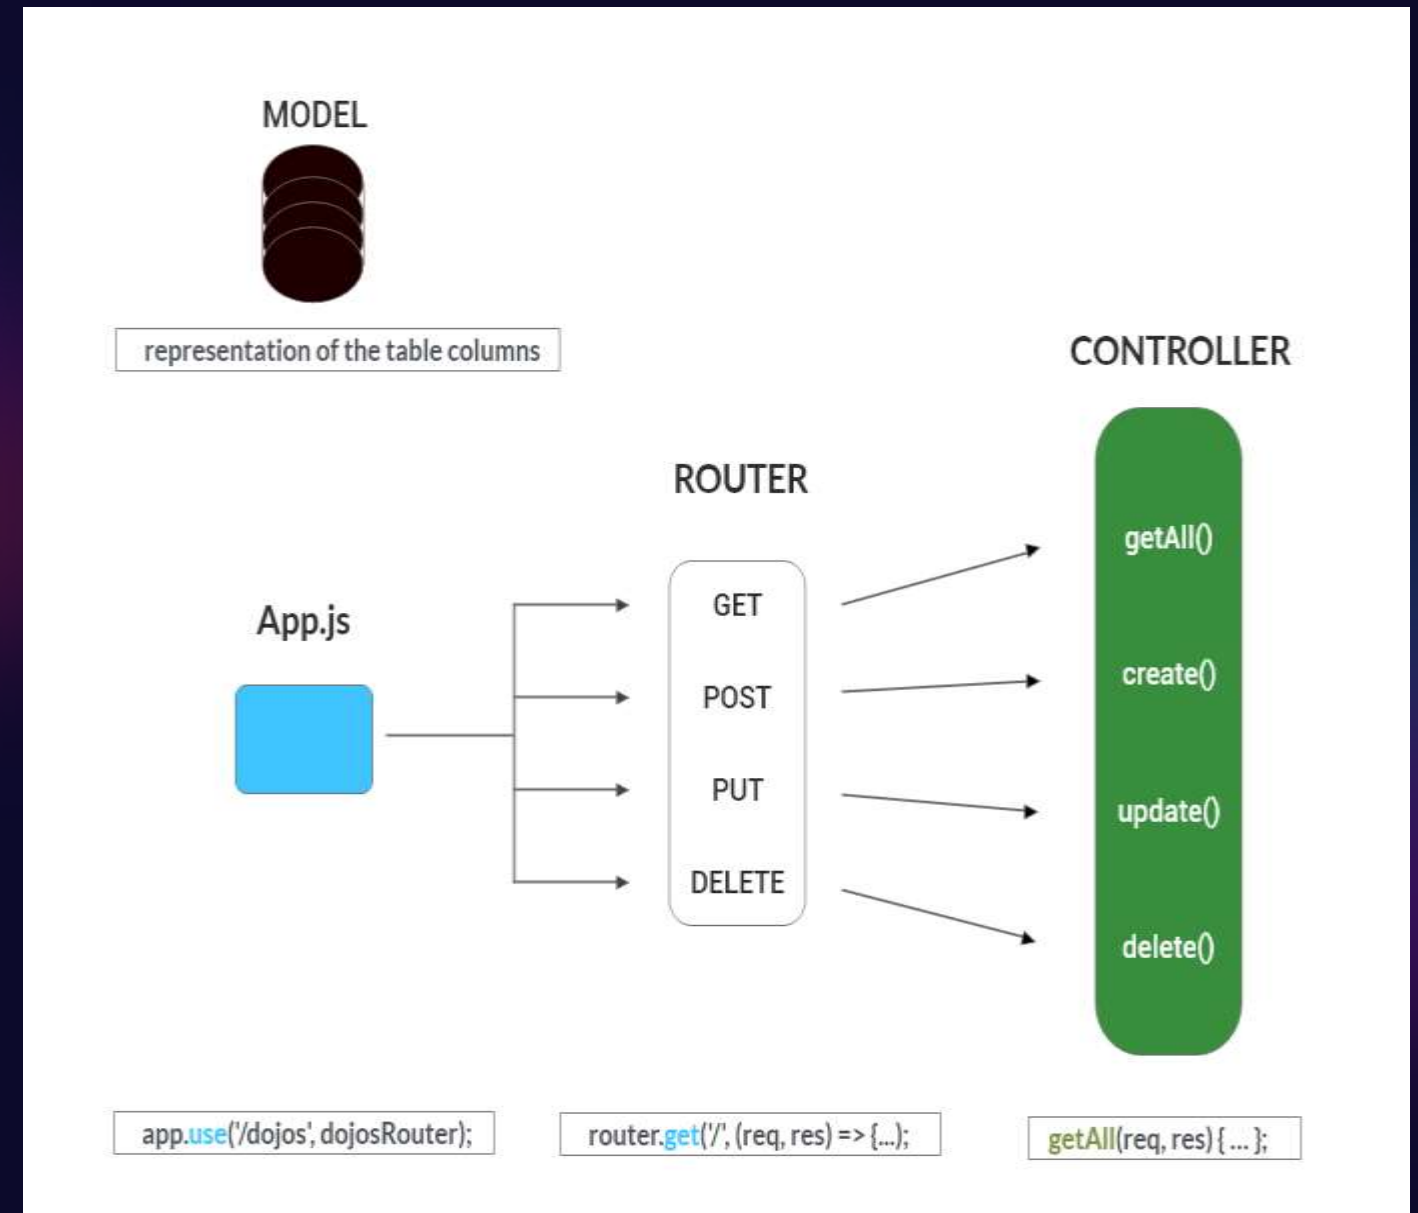 MODEL
representation of the table columns
CONTROLLER
ROUTER
getAll()
GET
App.js
create()
POST
PUT
update()
DELETE
delete()
app.use('/dojos', dojosRouter);
router.get('/', (req, res) => {...);
getAll(req, res) { ... };